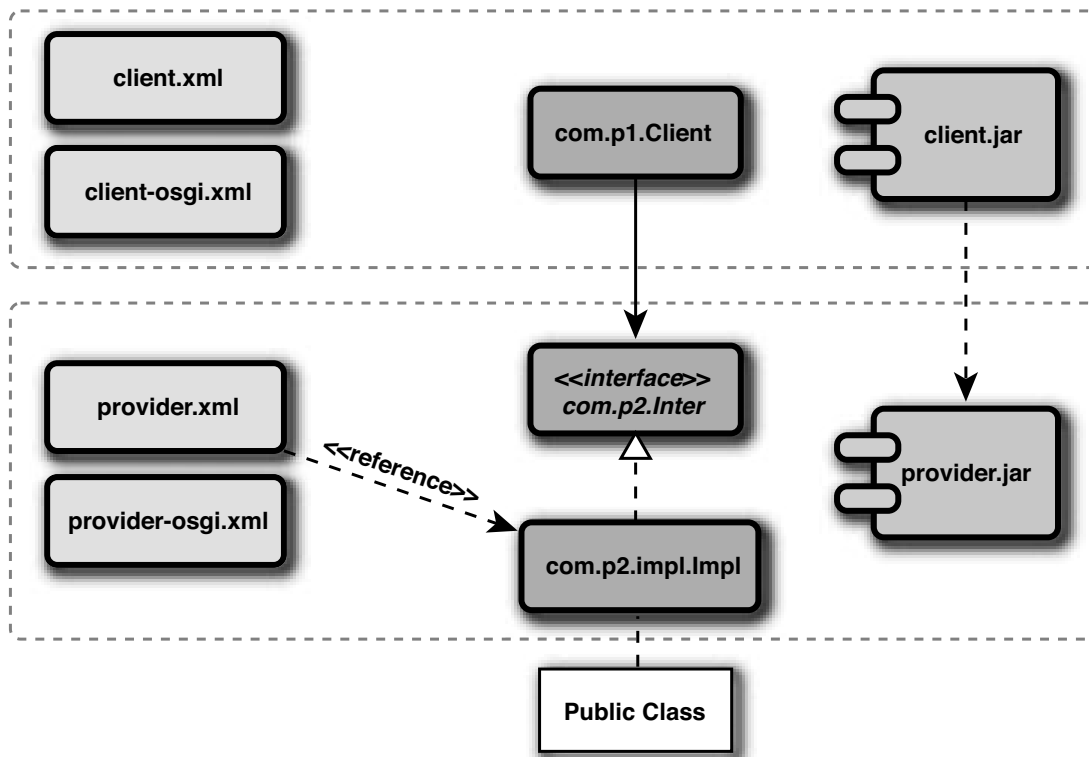 client.xml
client-osgi.xml
com.p1.Client
client.jar
provider.xml
provider-osgi.xml
<<reference>>
<<interface>>
com.p2.Inter
com.p2.impl.Impl
provider.jar
Public Class